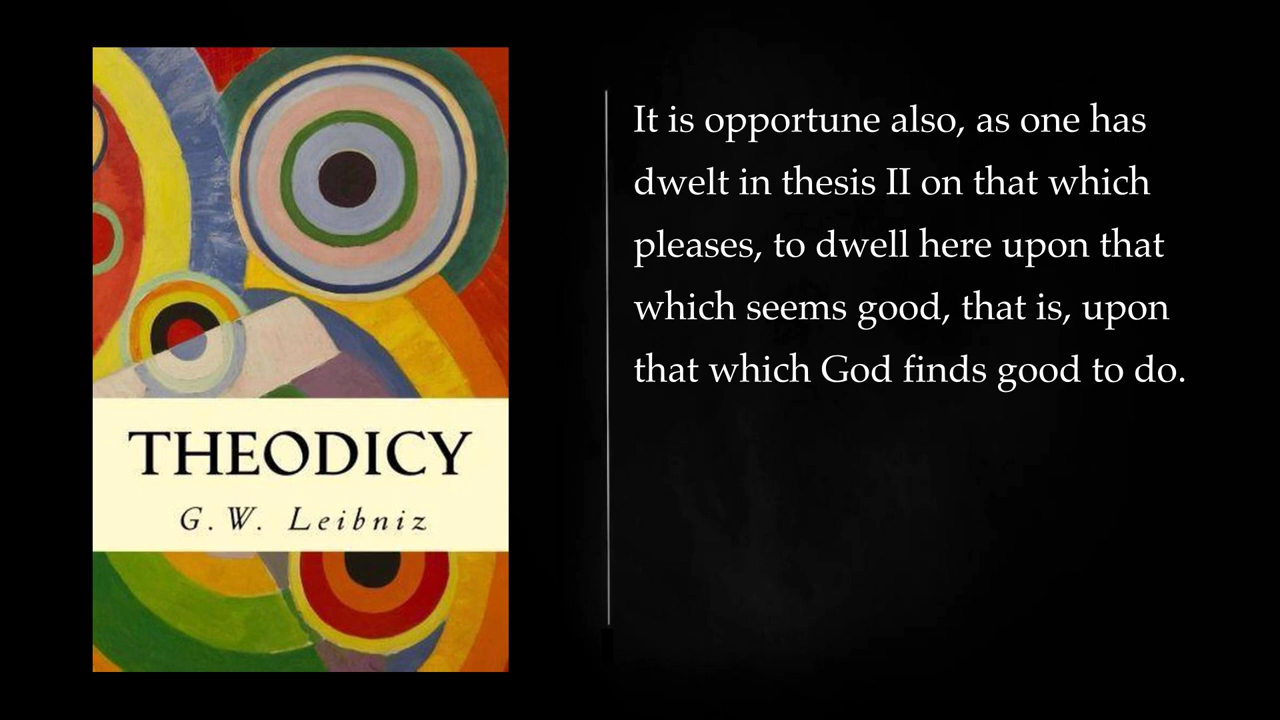 THEODICY
G.W. Leibniz
It is opportune also, as one has
dwelt in thesis II on that which
pleases, to dwell here upon that
which seems good, that is, upon
that which God finds good to do.